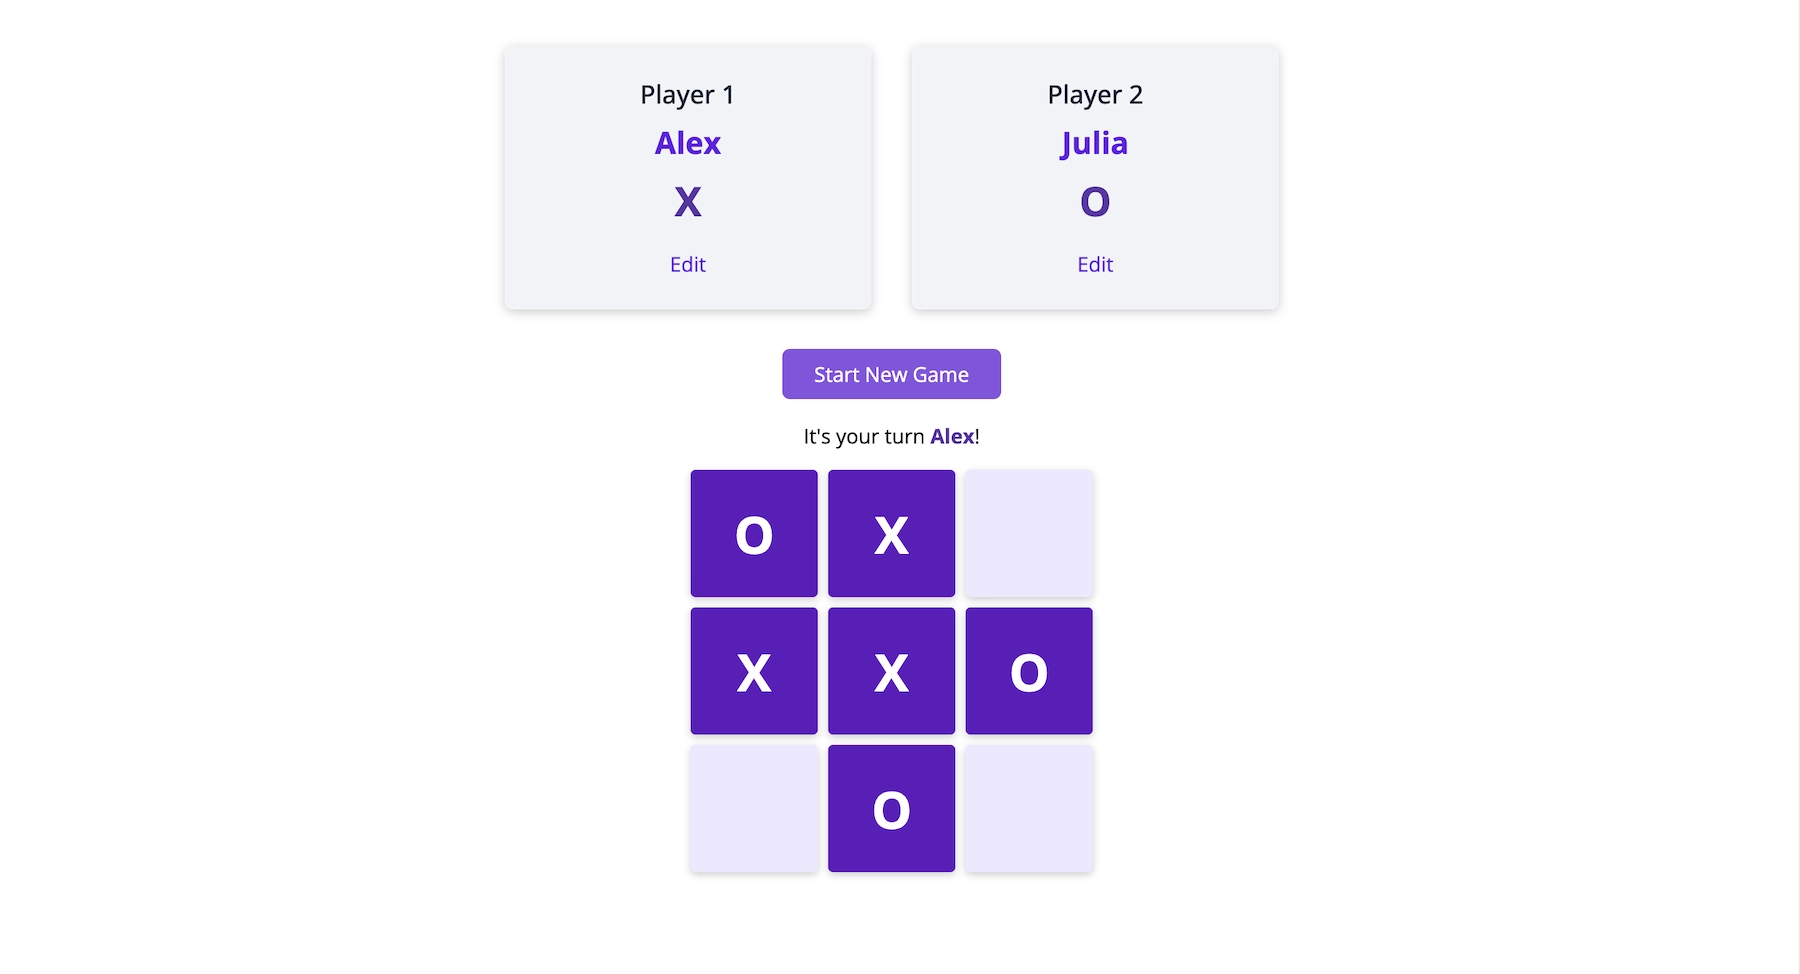 Player 1
Alex
X
Edit
Player 2
Julia
O
Edit
Start New Game
It's your turn Alex!
O X
X X O
O